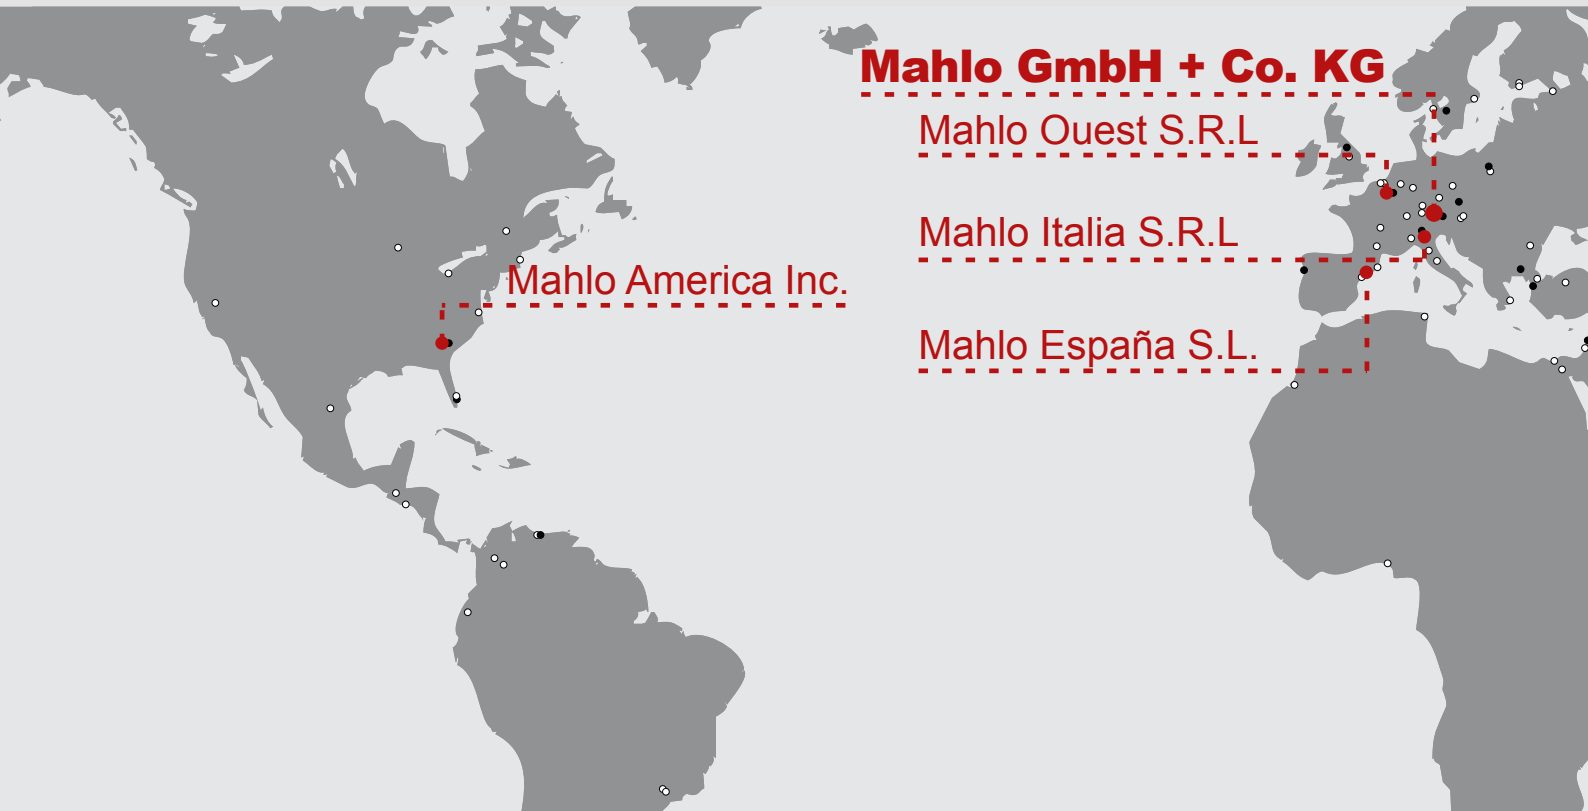 Mahlo GmbH + Co. KG
Mahlo Ouest S.R.L
Mahlo Italia S.R.L
Mahlo America Inc.
Mahlo España S.L.